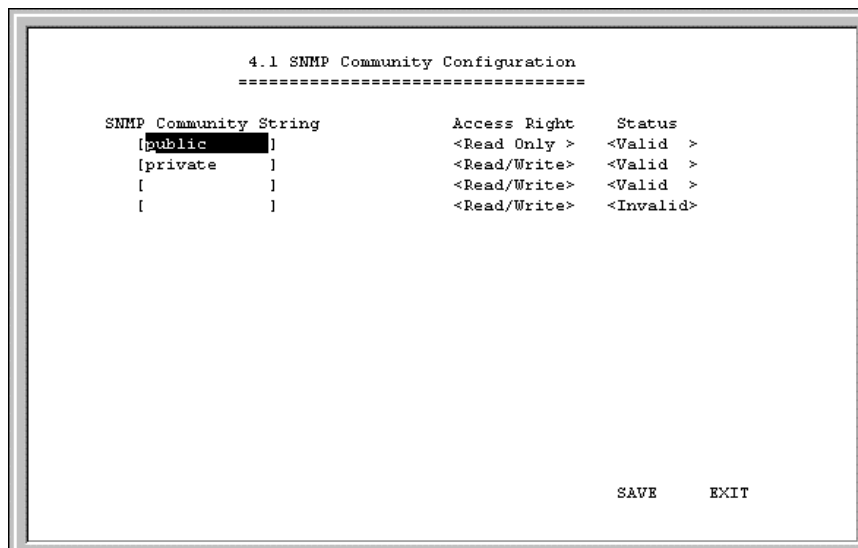 4.1 SNMP Community Configuration
=================================
SNMP Community String Access Right Status
[public ] <Read Only > <Valid >
[private ] <Read/Write> <Valid >
[ ] <Read/Write> <Valid >
[ ] <Read/Write> <Invalid>
SAVE EXIT